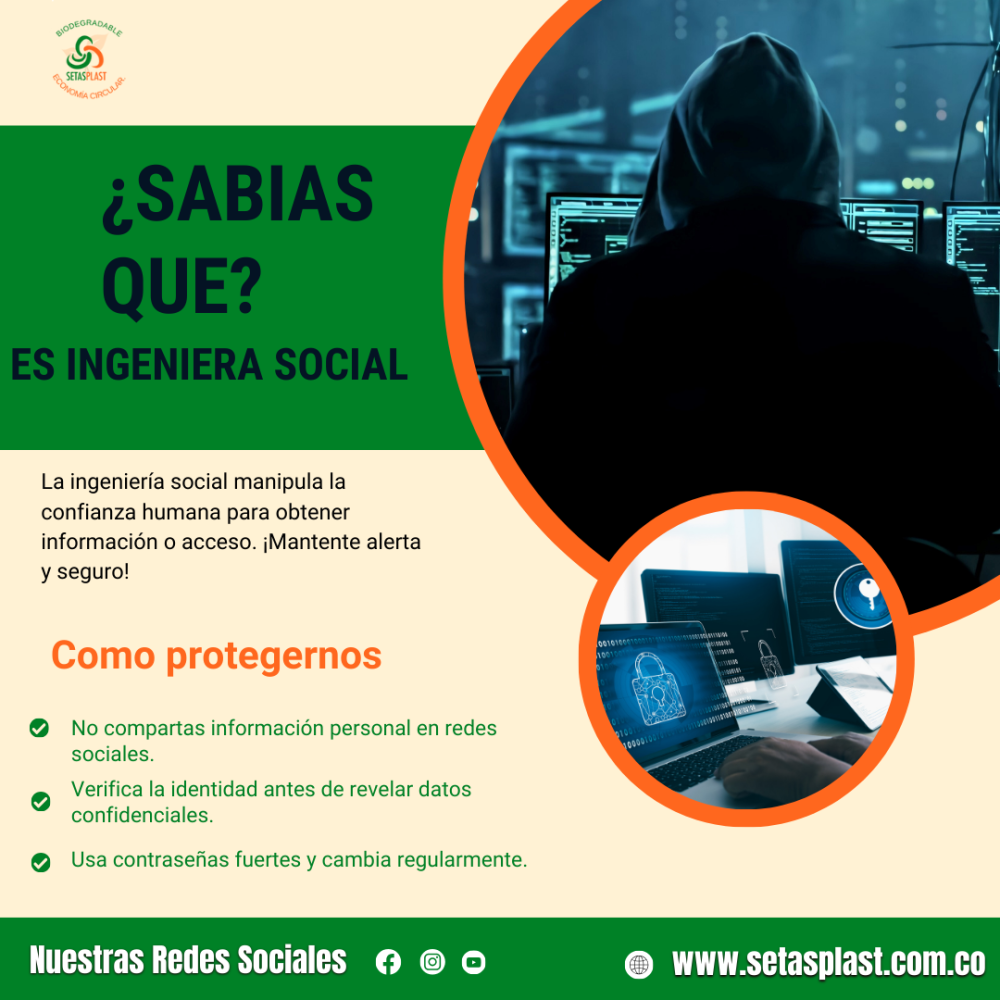 BIODEGRADABLE
SETASPLAST
ECONOMÍA CIRCULAR
¿SABIAS
QUE?
ES INGENIERA SOCIAL
La ingeniería social manipula la
confianza humana para obtener
información o acceso. ¡Mantente alerta
y seguro!
Como protegernos
No compartas información personal en redes
sociales.
Verifica la identidad antes de revelar datos
confidenciales.
Usa contraseñas fuertes y cambia regularmente.
Nuestras Redes Sociales
www.setasplast.com.co